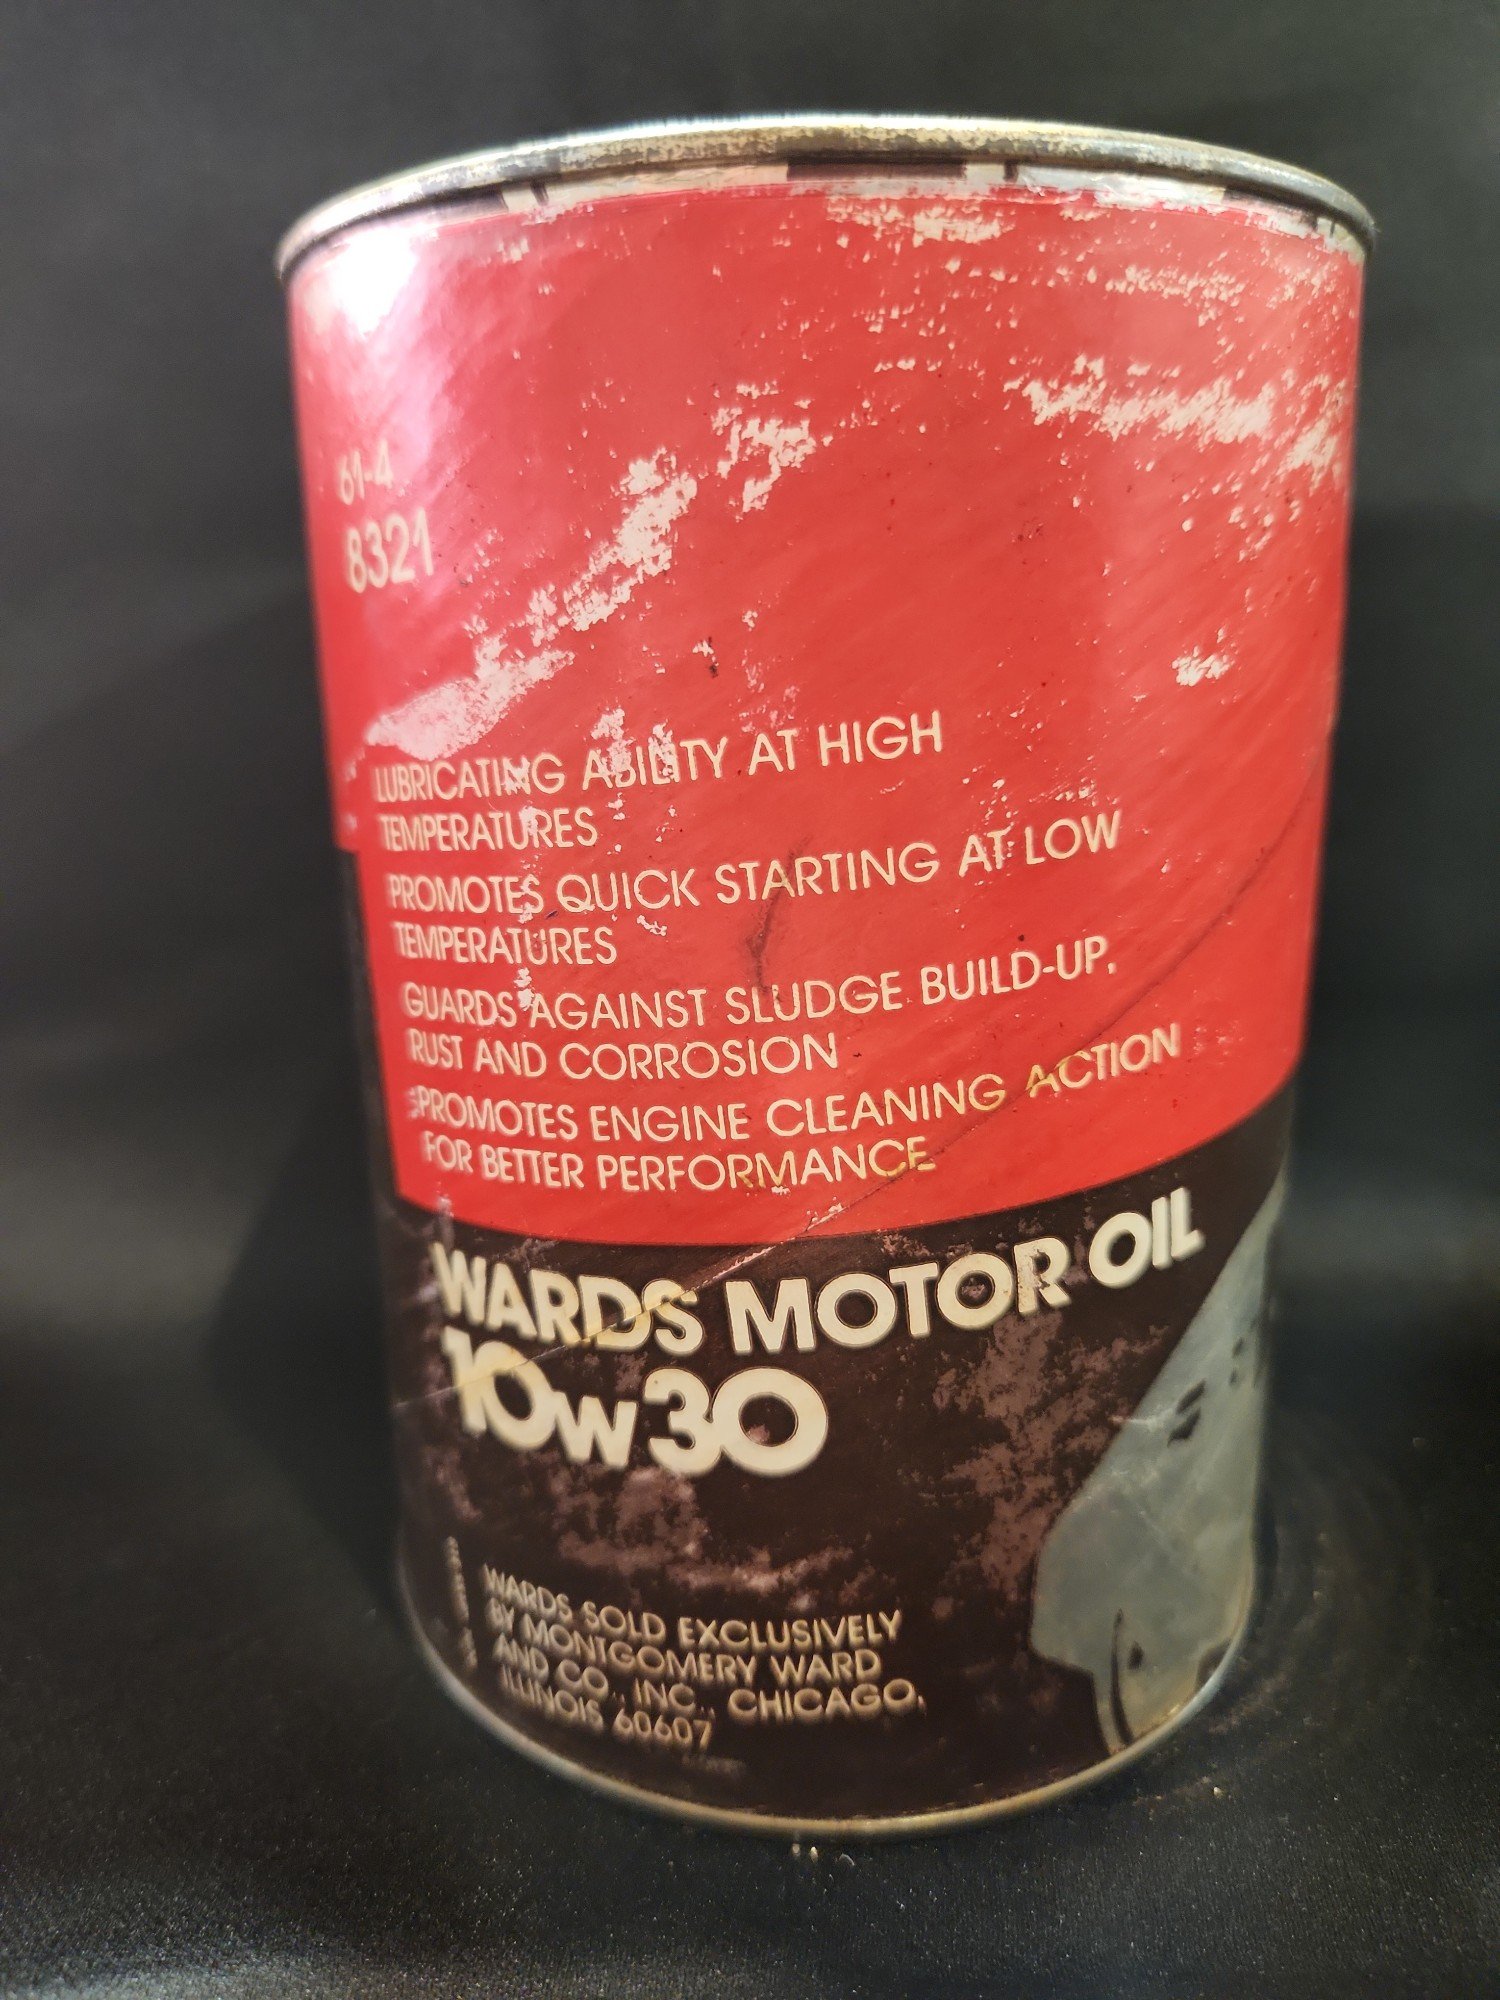 61-4
8321
LUBRICATING ABILITY AT HIGH
TEMPERATURES
PROMOTES QUICK STARTING AT LOW
TEMPERATURES
GUARDS AGAINST SLUDGE BUILD-UP,
RUST AND CORROSION
PROMOTES ENGINE CLEANING ACTION
FOR BETTER PERFORMANCE
WARDS MOTOR OIL
10W30
WARDS SOLD EXCLUSIVELY
BY MONTGOMERY WARD
AND CO., INC., CHICAGO,
ILLINOIS 60607